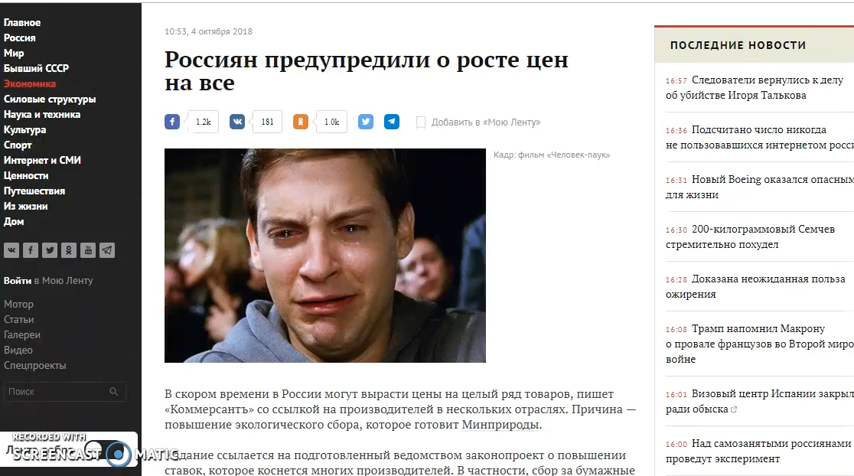 Главное
Россия
Мир
Бывший СССР
Экономика
Силовые структуры
Наука и техника
Культура
Спорт
Интернет и СМИ
Ценности
Путешествия
Из жизни
Дом
Войти в Мою Ленту
Мотор
Статьи
Галереи
Видео
Спецпроекты
Поиск
RECORDED WITH
SCREENCAST MATIC
10:53, 4 октября 2018
Россиян предупредили о росте цен
на все
1.2k
181
1.0k
Добавить в «Мою Ленту»
Кадр: фильм «Человек-паук»
В скором времени в России могут вырасти цены на целый ряд товаров, пишет
«Коммерсантъ» со ссылкой на производителей в нескольких отраслях. Причина —
повышение экологического сбора, которое готовит Минприроды.
Издание ссылается на подготовленный ведомством законопроект о повышении
ставок, которое коснется многих производителей. В частности, сбор за бумажные
ПОСЛЕДНИЕ НОВОСТИ
16:57 Следователи вернулись к делу
об убийстве Игоря Талькова
16:36 Подсчитано число никогда
не пользовавшихся интернетом росси
16:31 Новый Boeing оказался опасным
для жизни
16:30 200-килограммовый Семчев
стремительно похудел
16:28 Доказана неожиданная польза
ожирения
16:08 Трамп напомнил Макрону
о провале французов во Второй миро
войне
16:01 Визовый центр Испании закрыл
ради обыска
16:00 Над самозанятыми россиянами
проведут эксперимент